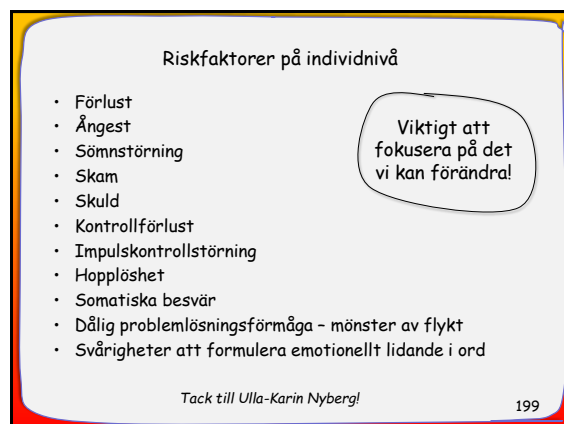 Riskfaktorer på individnivå
• Förlust
• Ångest
• Sömnstörning
• Skam
• Skuld
• Kontrollförlust
• Impulskontrollstörning
• Hopplöshet
• Somatiska besvär
• Dålig problemlösningsförmåga – mönster av flykt
• Svårigheter att formulera emotionellt lidande i ord
Viktigt att
fokusera på det
vi kan förändra!
Tack till Ulla-Karin Nyberg!
199